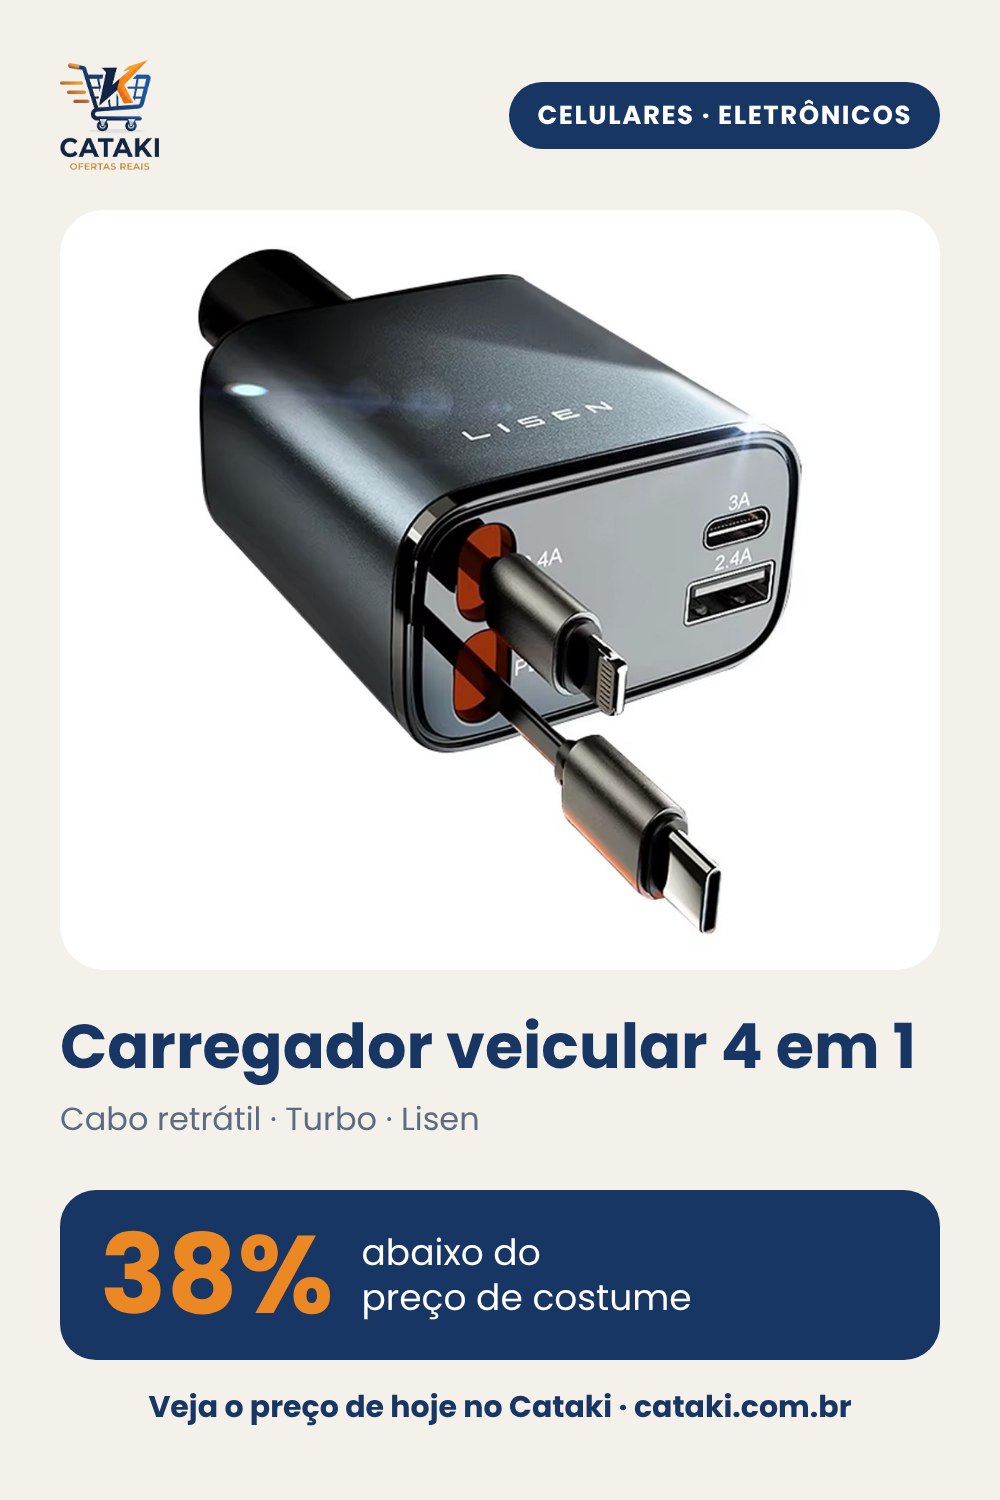 CATAKI
OFERTAS REAIS
CELULARES · ELETRÔNICOS
LISEN
3A
2.4A
.4A
Carregador veicular 4 em 1
Cabo retrátil · Turbo · Lisen
38%
abaixo do
preço de costume
Veja o preço de hoje no Cataki · cataki.com.br